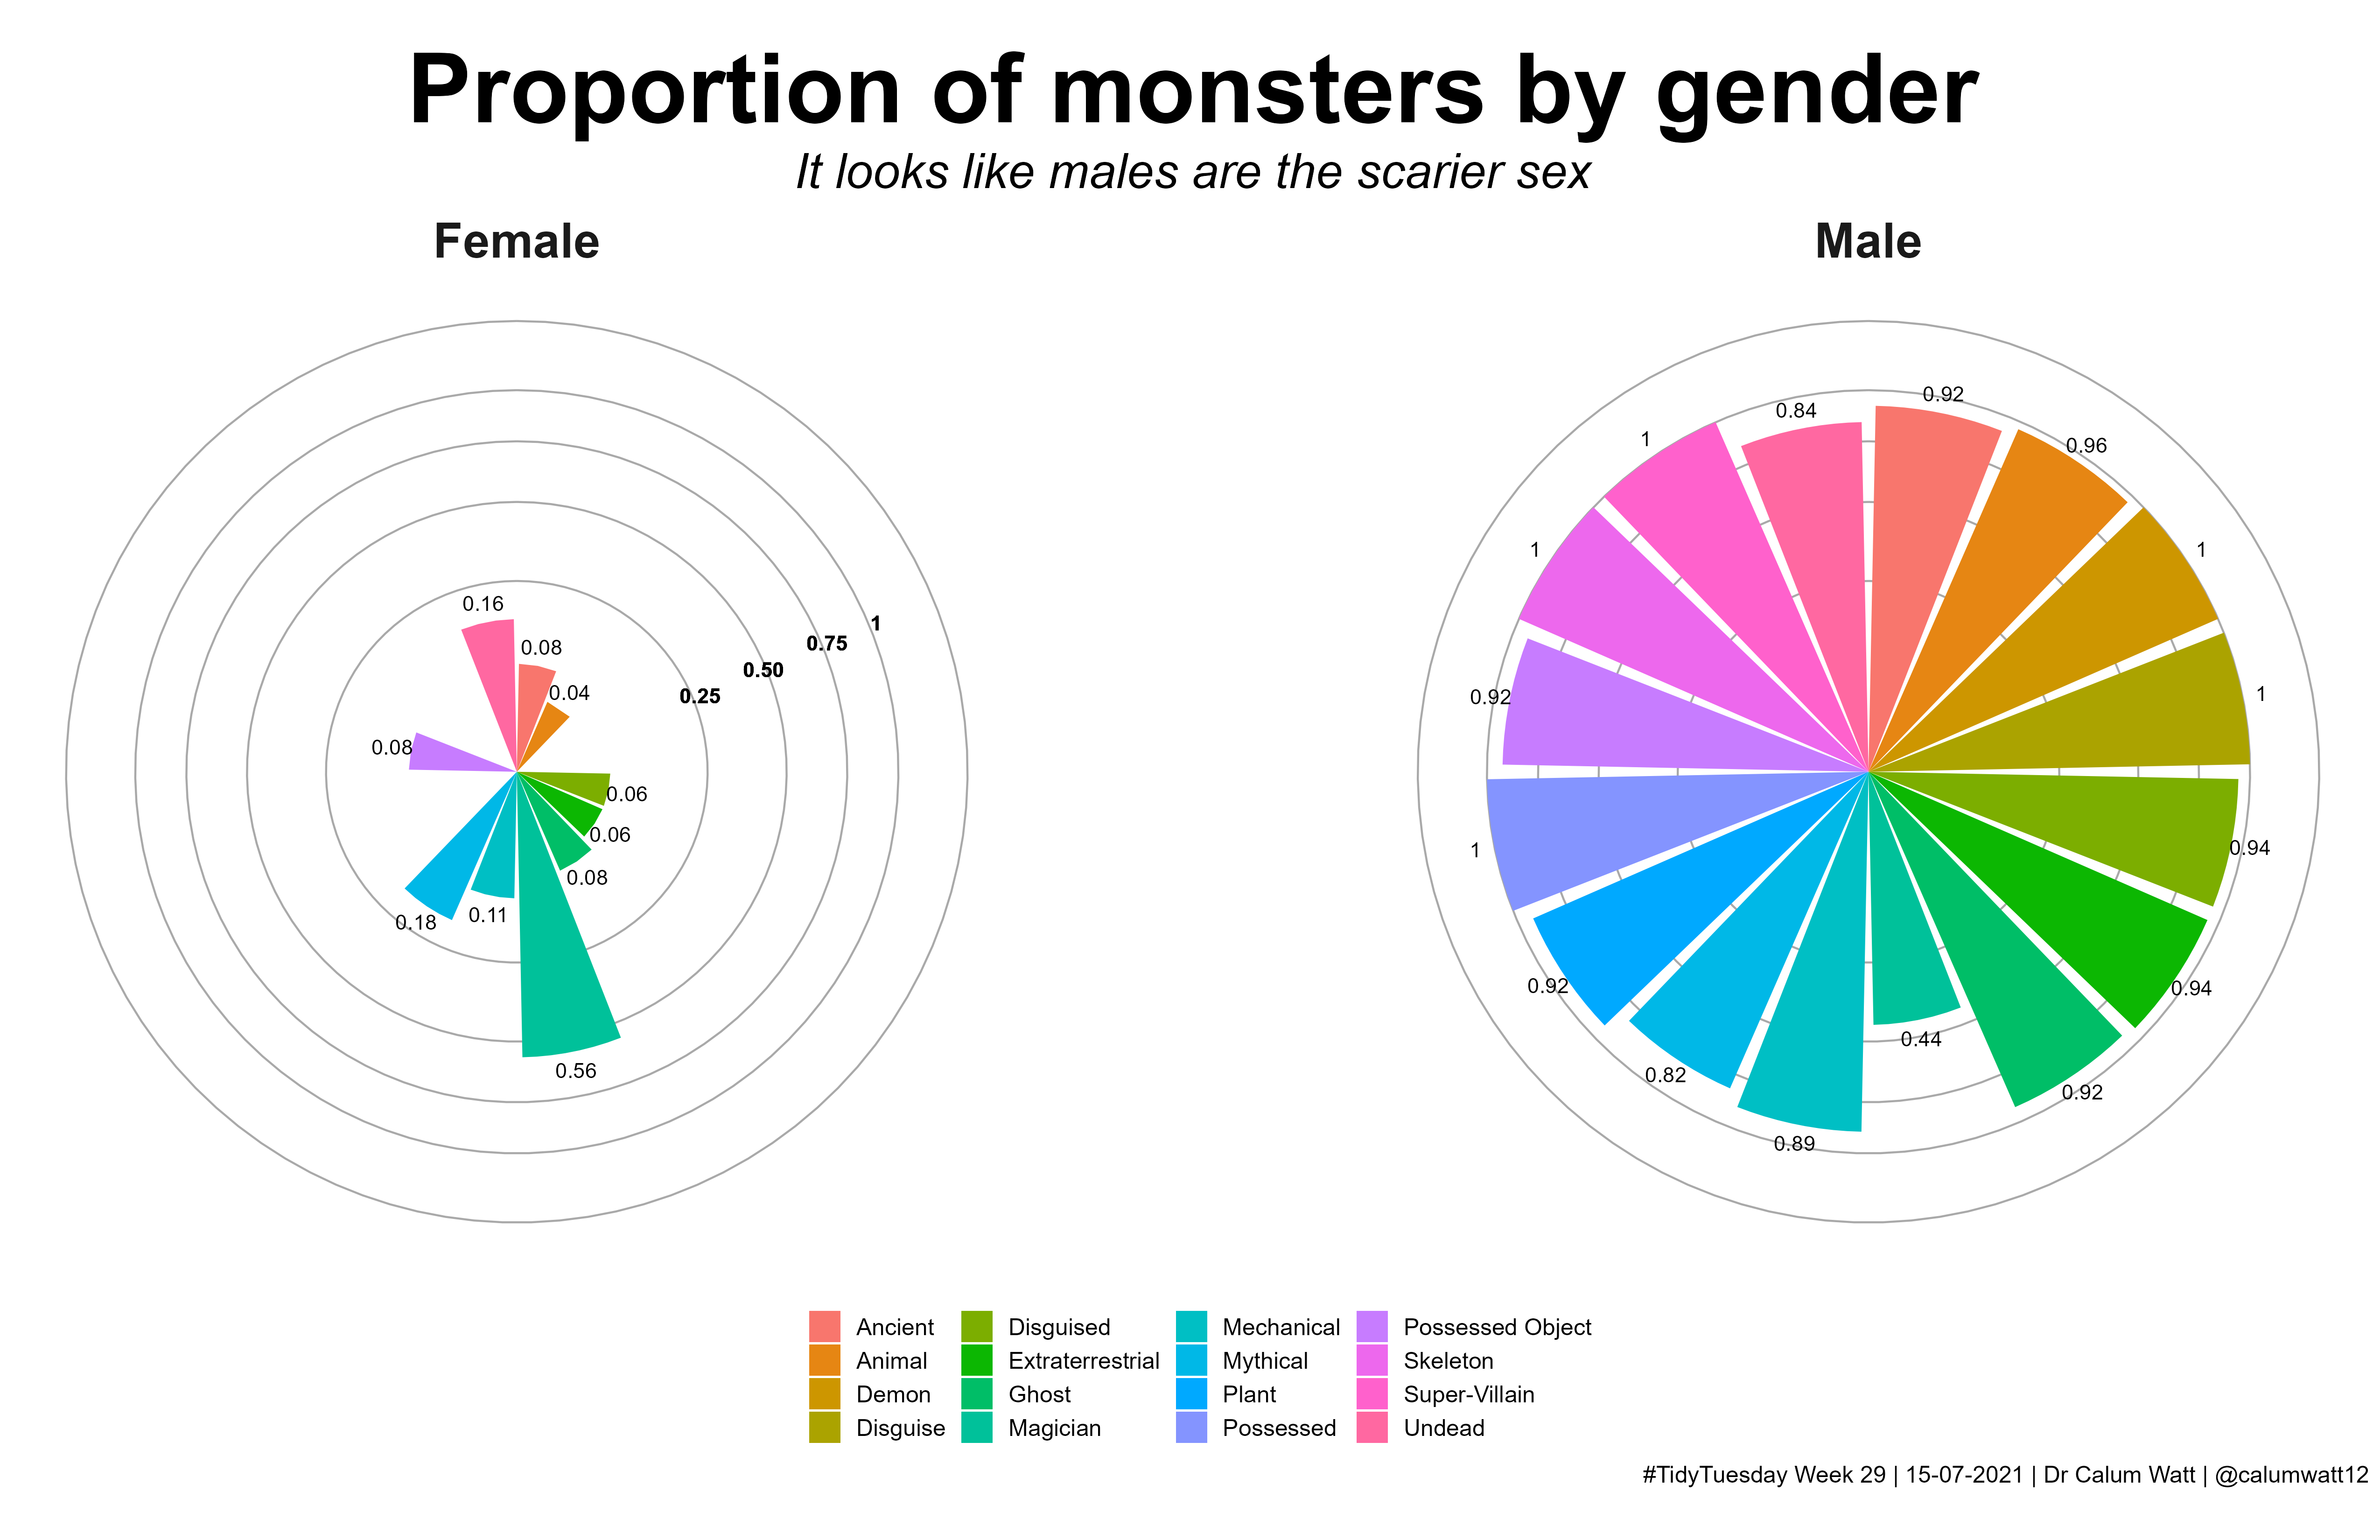 Proportion of monsters by gender
It looks like males are the scarier sex
Female
Male
0.16
0.08
0.04
0.08
0.06
0.06
0.08
0.18
0.11
0.56
1
0.75
0.50
0.25
0.92
0.84
0.96
1
1
1
1
0.92
1
0.94
0.94
0.92
0.44
0.92
0.82
0.89
Ancient
Animal
Demon
Disguise
Disguised
Extraterrestrial
Ghost
Magician
Mechanical
Mythical
Plant
Possessed
Possessed Object
Skeleton
Super-Villain
Undead
#TidyTuesday Week 29 | 15-07-2021 | Dr Calum Watt | @calumwatt12